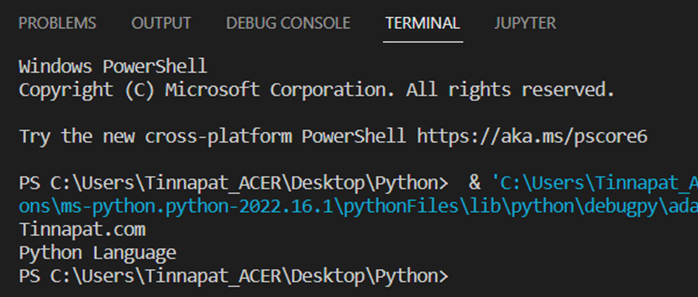 PROBLEMS OUTPUT DEBUG CONSOLE TERMINAL JUPYTER
Windows PowerShell
Copyright (C) Microsoft Corporation. All rights reserved.
Try the new cross-platform PowerShell https://aka.ms/pscore6
PS C:\Users\Tinnapat_ACER\Desktop\Python>  & 'C:\Users\Tinnapat_A
ons\ms-python.python-2022.16.1\pythonFiles\lib\python\debugpy\ada
Tinnapat.com
Python Language
PS C:\Users\Tinnapat_ACER\Desktop\Python>